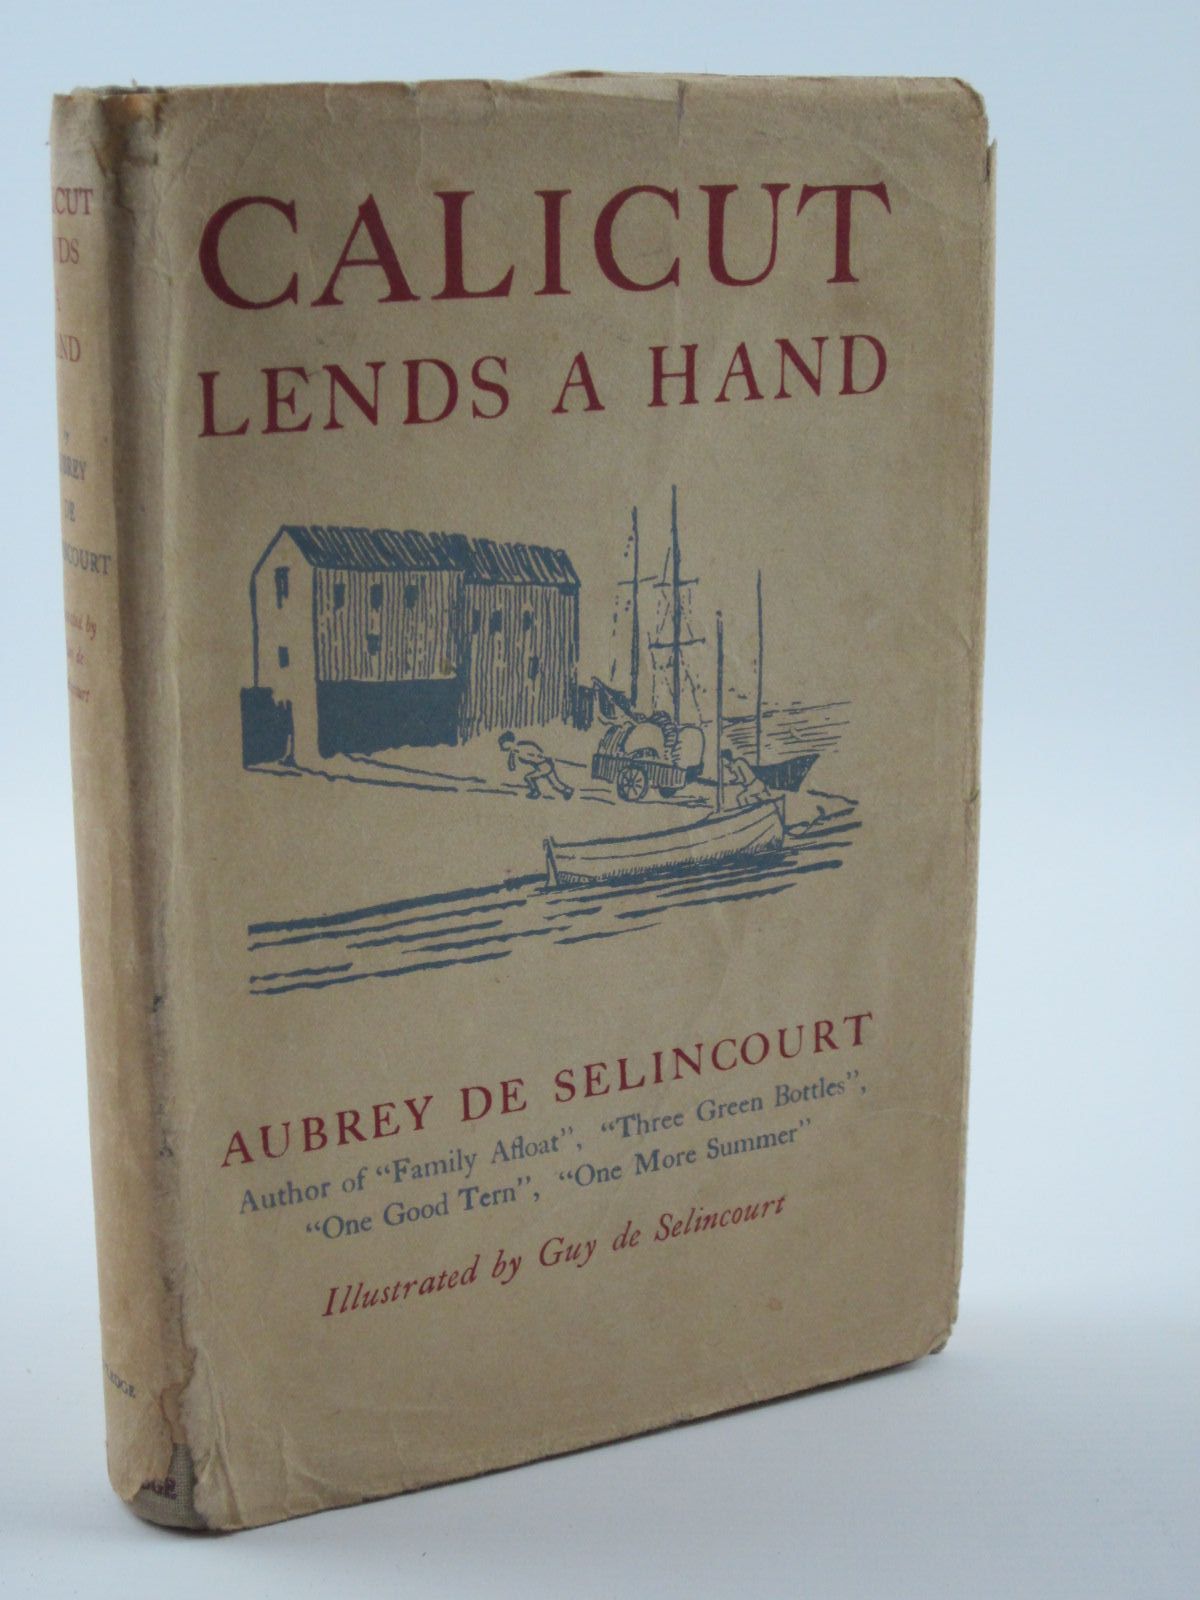 CALICUT
LENDS A HAND
AUBREY DE SELINCOURT
Author of "Family Afloat", "Three Green Bottles",
"One Good Tern", "One More Summer"
Illustrated by Guy de Selincourt